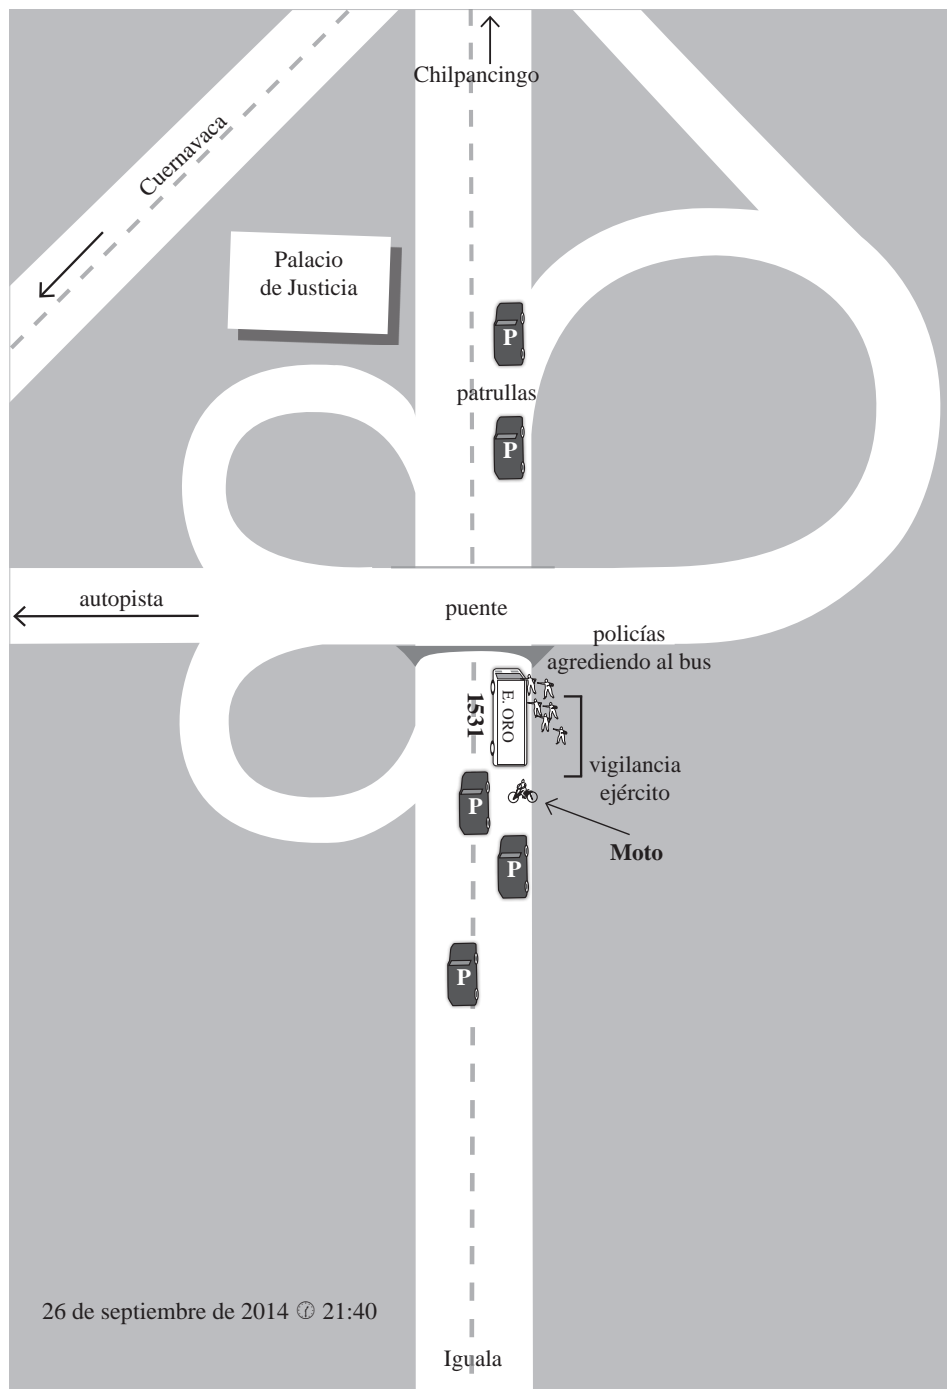 Chilpancingo
Cuernavaca
Palacio
de Justicia
P
patrullas
P
autopista
puente
policías
agrediendo al bus
1531
E. ORO
vigilancia
ejército
P
Moto
P
P
26 de septiembre de 2014 21:40
Iguala